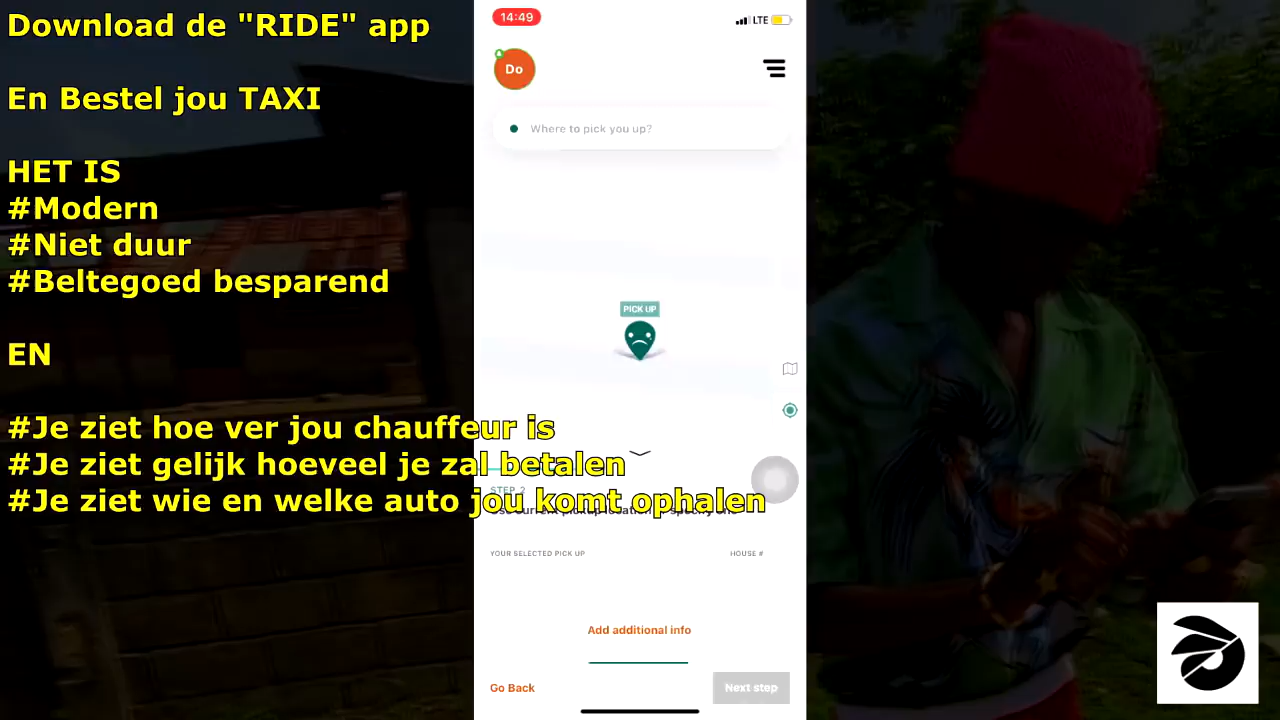 Download de "RIDE" app
En Bestel jou TAXI
HET IS
#Modern
#Niet duur
#Beltegoed besparend
EN
#Je ziet hoe ver jou chauffeur is
#Je ziet gelijk hoeveel je zal betalen
#Je ziet wie en welke auto jou komt ophalen
14:49
LTE
Do
Where to pick you up?
PICK UP
STEP 2
YOUR SELECTED PICK UP
HOUSE #
Add additional info
Go Back
Next step